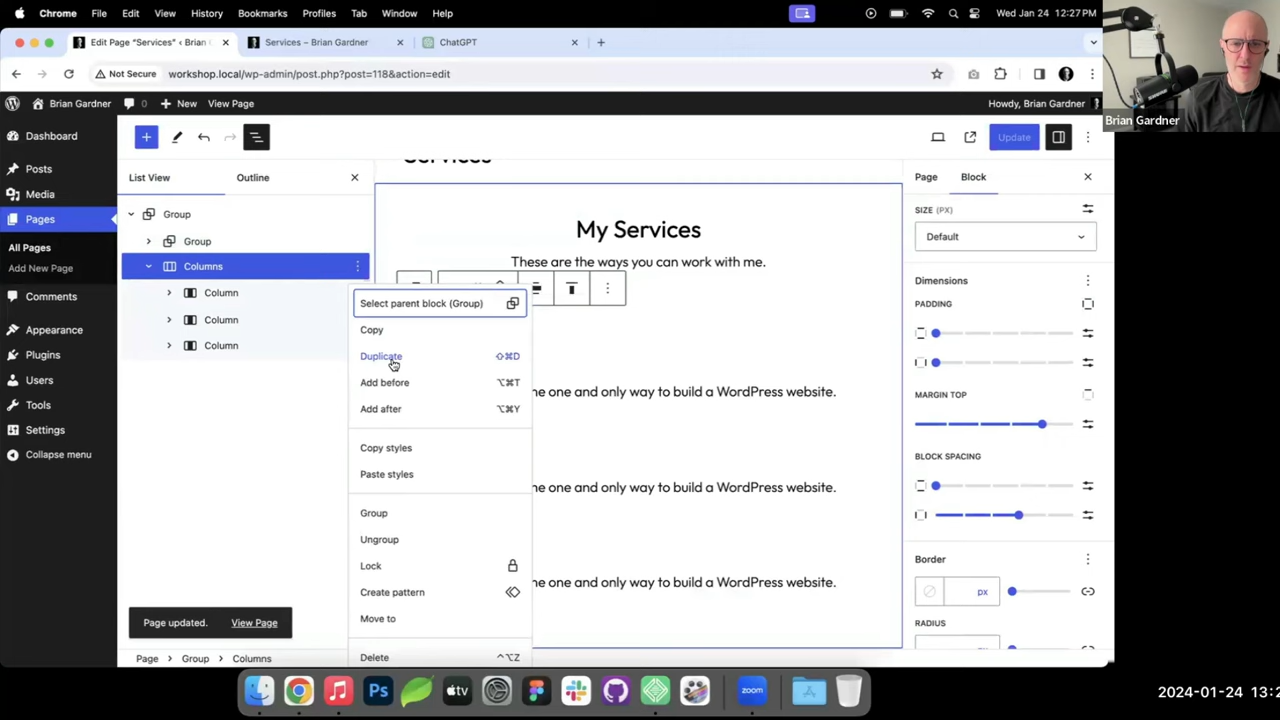 Chrome File Edit View History Bookmarks Profiles Tab Window Help Wed Jan 24 12:27 PM
Edit Page “Services” ‹ Brian G
Services – Brian Gardner
ChatGPT
Not Secure workshop.local/wp-admin/post.php?post=118&action=edit
Brian Gardner 0 New View Page Howdy, Brian Gardner
Brian Gardner
Dashboard
Posts
Media
Pages
All Pages
Add New Page
Comments
Appearance
Plugins
Users
Tools
Settings
Collapse menu
Update
List View Outline
Group
Group
Columns
Column
Column
Column
Page updated. View Page
Page Group Columns
Services
My Services
These are the ways you can work with me.
ne one and only way to build a WordPress website.
ne one and only way to build a WordPress website.
ne one and only way to build a WordPress website.
Select parent block (Group)
Copy
Duplicate ⇧⌘D
Add before ⌥⌘T
Add after ⌥⌘Y
Copy styles
Paste styles
Group
Ungroup
Lock
Create pattern
Move to
Delete ⌃⌥Z
Page Block
SIZE (PX)
Default
Dimensions
PADDING
MARGIN TOP
BLOCK SPACING
Border
px
RADIUS
tv
zoom
2024-01-24 13:2